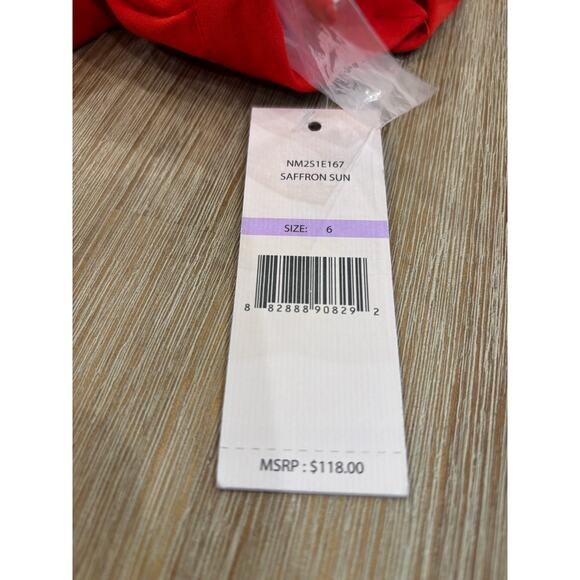 NM2S1E167
SAFFRON SUN
SIZE: 6
8 82888 90829 2
MSRP : $118.00